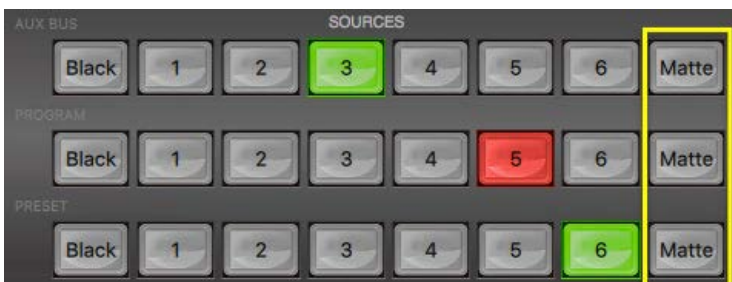 AUX BUS SOURCES
Black 1 2 3 4 5 6 Matte
PROGRAM
Black 1 2 3 4 5 6 Matte
PRESET
Black 1 2 3 4 5 6 Matte